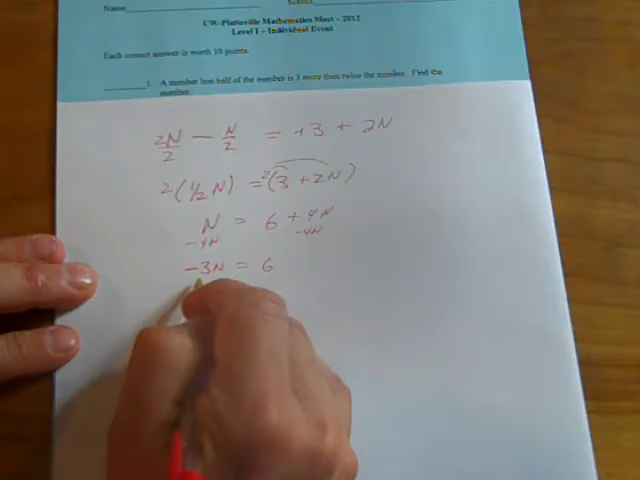 Name
UW-Platteville Mathematics Meet - 2012
Level I - Individual Event
Each correct answer is worth 10 points.
1. A number less half of the number is 3 more than twice the number. Find the
number.
2N/2 - N/2 = +3 + 2N
2(1/2 N) = 2(3 + 2N)
N = 6 + 4N
-4N -4N
-3N = 6